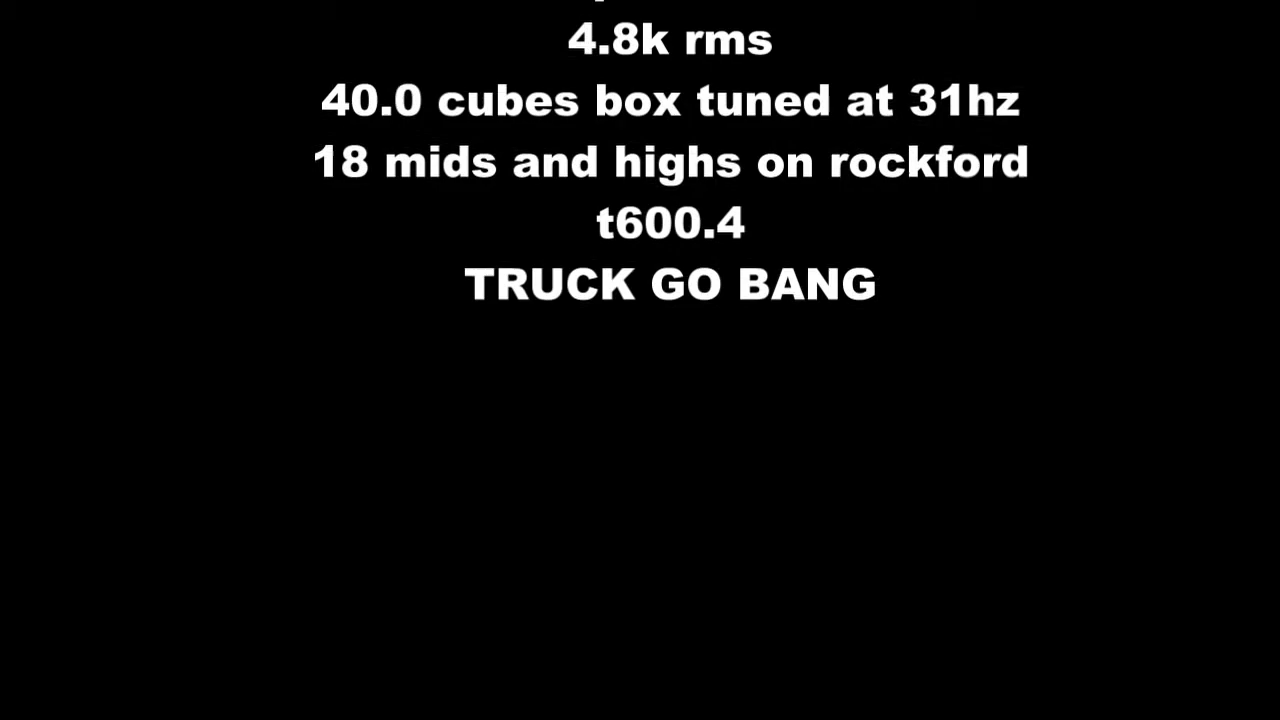 4.8k rms
40.0 cubes box tuned at 31hz
18 mids and highs on rockford
t600.4
TRUCK GO BANG